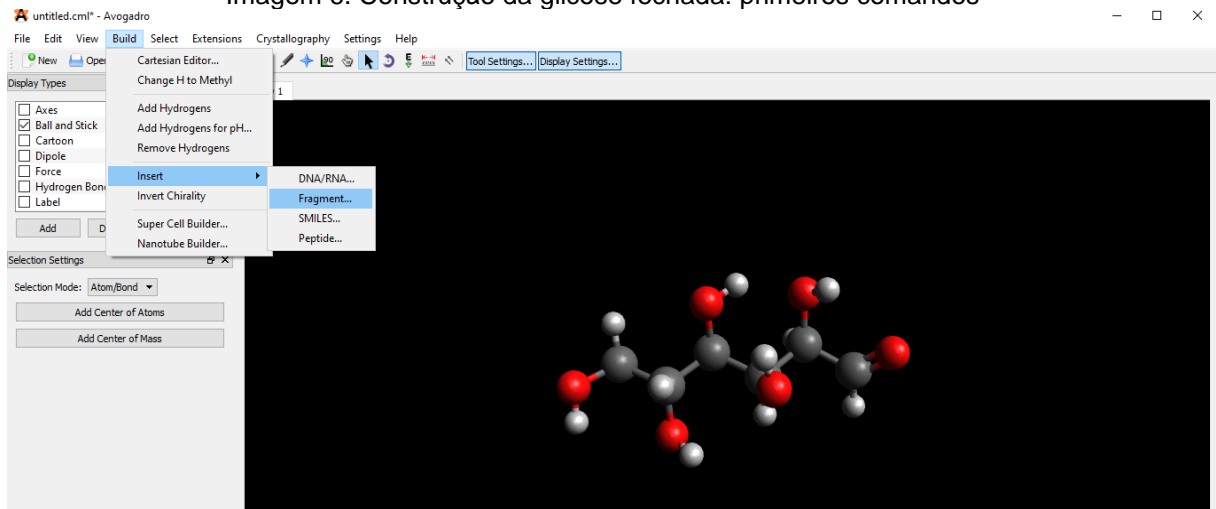 Imagem 6: Construção da glicose fechada: primeiros comandos
untitled.cml* - Avogadro
File Edit View Build Select Extensions Crystallography Settings Help
New Tool Settings... Display Settings...
Display Types
1
Axes
Ball and Stick
Cartoon
Dipole
Force
Hydrogen
Label
Add
Cartesian Editor...
Change H to Methyl
Add Hydrogens
Add Hydrogens for pH...
Remove Hydrogens
Insert
Invert Chirality
Super Cell Builder...
Nanotube Builder...
DNA/RNA...
Fragment...
SMILES...
Peptide...
Selection Settings
Selection Mode: Atom/Bond
Add Center of Atoms
Add Center of Mass